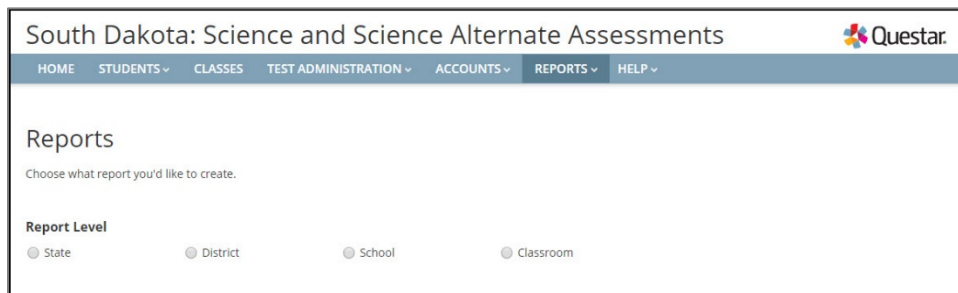 South Dakota: Science and Science Alternate Assessments Questar
HOME STUDENTS CLASSES TEST ADMINISTRATION ACCOUNTS REPORTS HELP
Reports
Choose what report you'd like to create.
Report Level
State District School Classroom